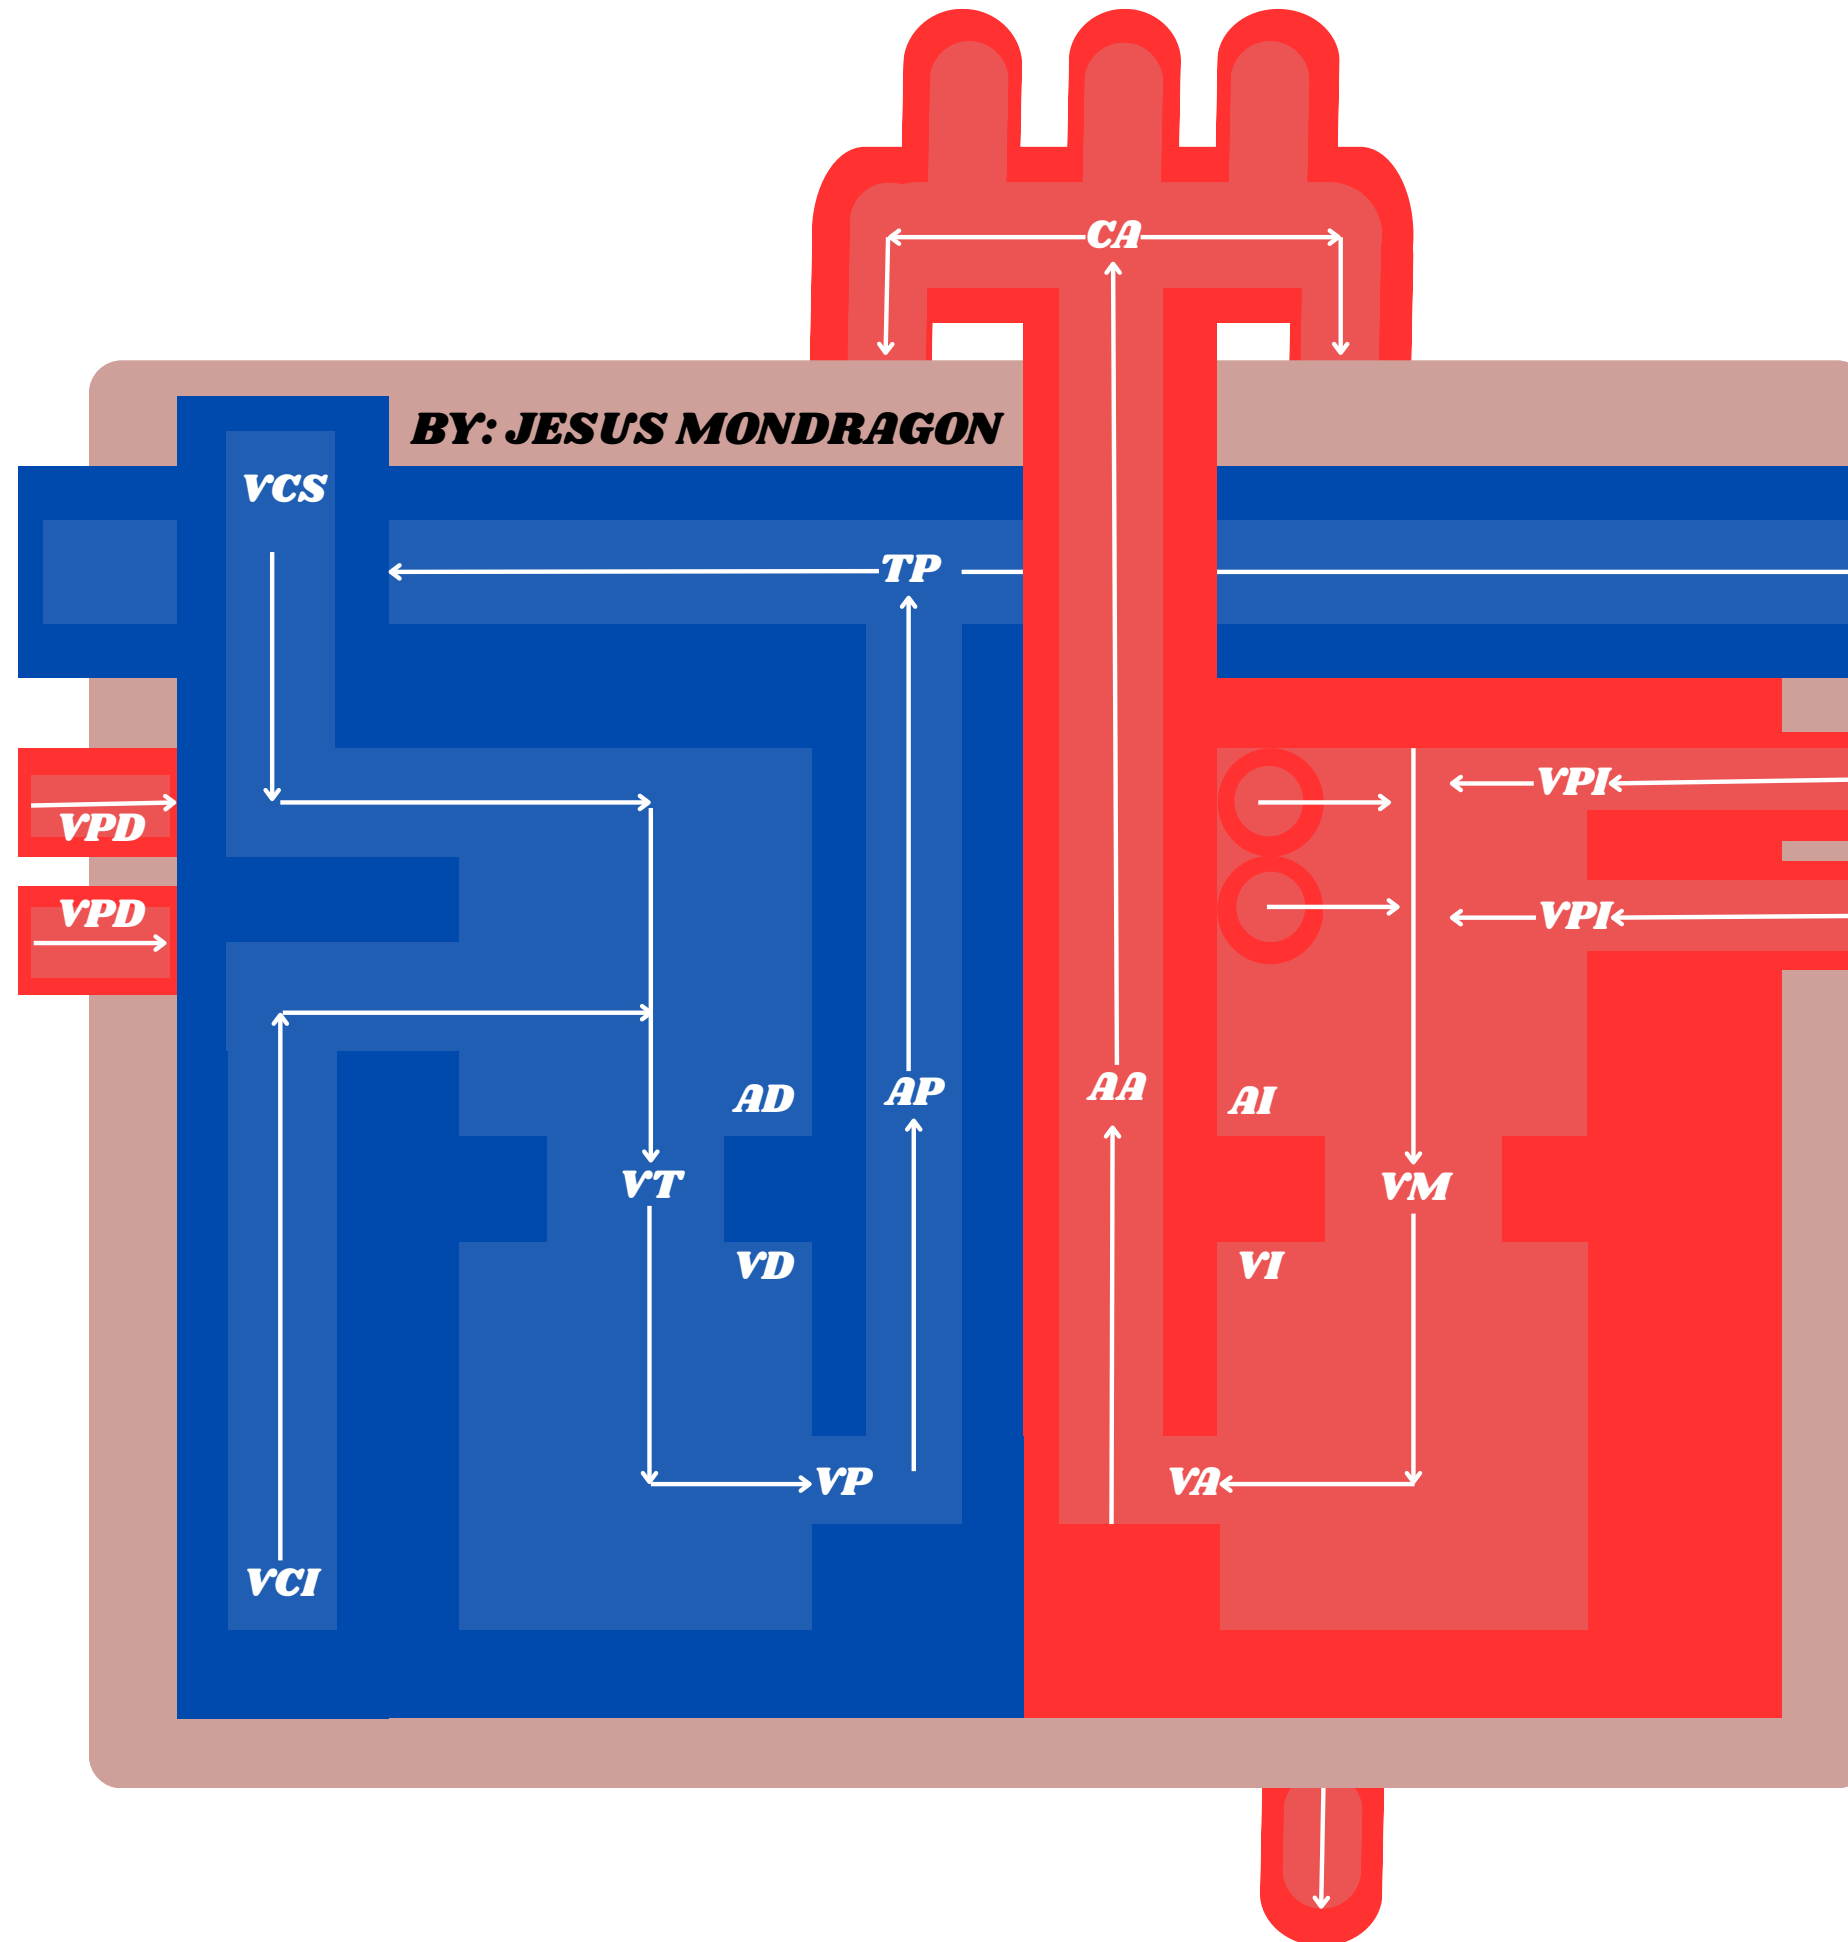 CA
BY: JESUS MONDRAGON
VCS
TP
VPI
VPD
VPD
VPI
AD
AP
AA
AI
VT
VM
VD
VI
VP
VA
VCI